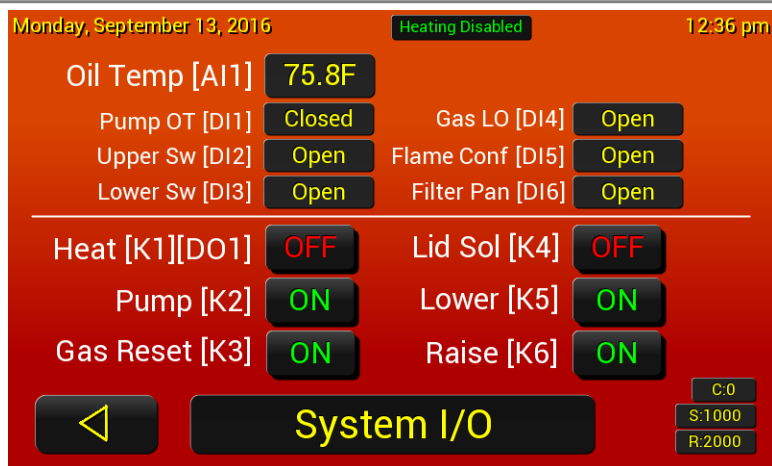 Monday, September 13, 2016 Heating Disabled 12:36 pm
Oil Temp [AI1] 75.8F
Pump OT [DI1] Closed Gas LO [DI4] Open
Upper Sw [DI2] Open Flame Conf [DI5] Open
Lower Sw [DI3] Open Filter Pan [DI6] Open
Heat [K1][DO1] OFF Lid Sol [K4] OFF
Pump [K2] ON Lower [K5] ON
Gas Reset [K3] ON Raise [K6] ON
C:0
System I/O S:1000
R:2000